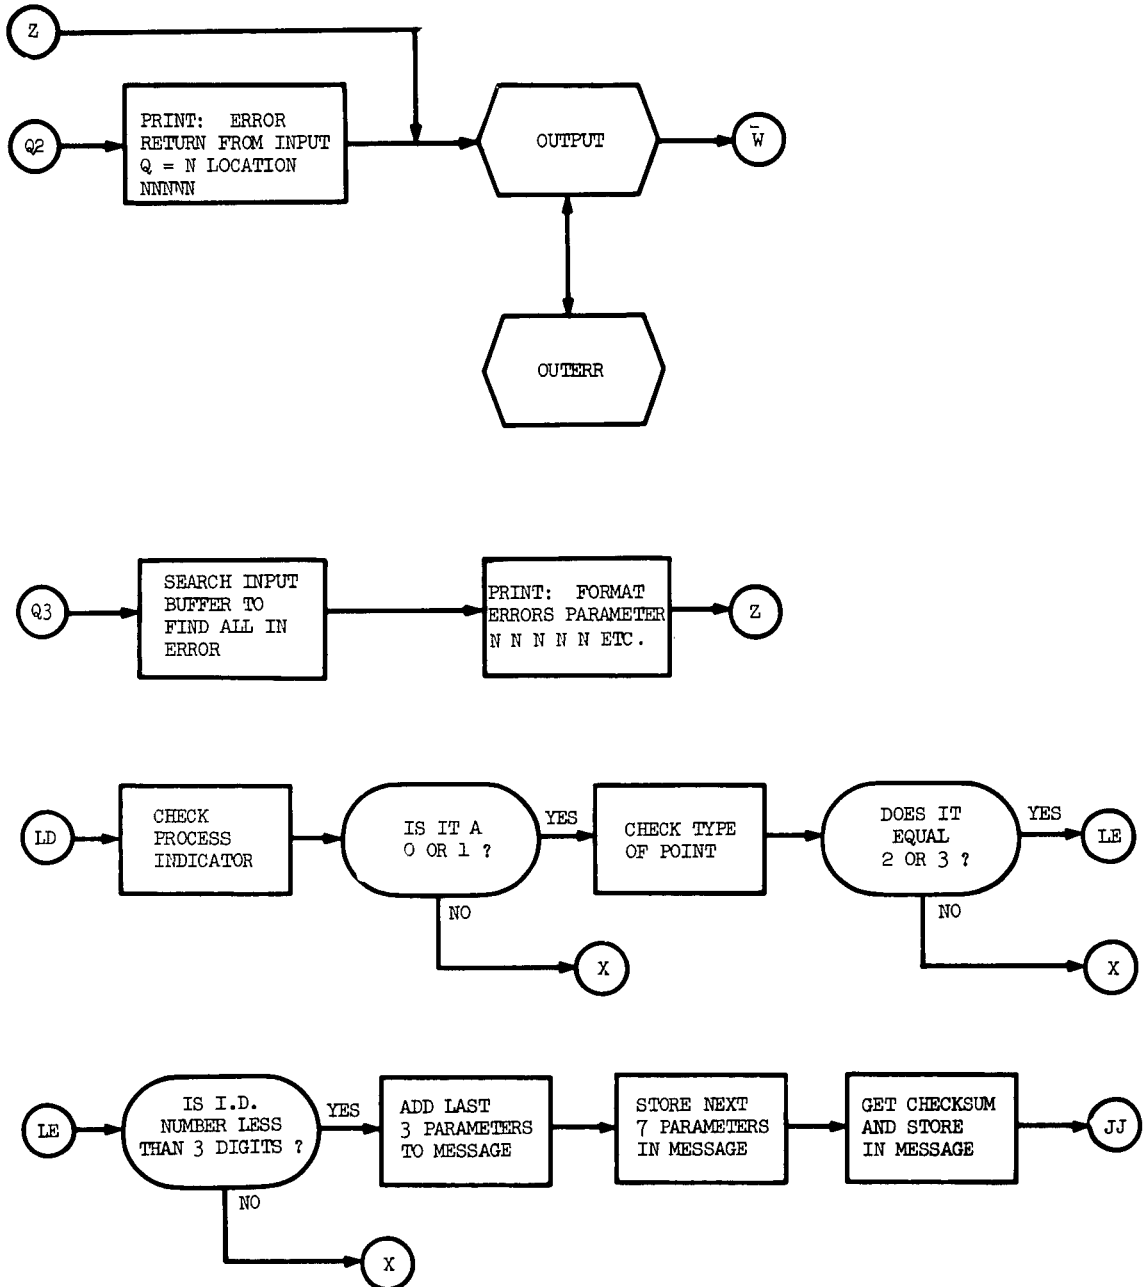 Z
Q2
PRINT: ERROR
RETURN FROM INPUT
Q = N LOCATION
NNNNN
OUTPUT
W̄
OUTERR
Q3
SEARCH INPUT
BUFFER TO
FIND ALL IN
ERROR
PRINT: FORMAT
ERRORS PARAMETER
N N N N N ETC.
Z
LD
CHECK
PROCESS
INDICATOR
IS IT A
0 OR 1 ?
YES
NO
X
CHECK TYPE
OF POINT
DOES IT
EQUAL
2 OR 3 ?
YES
LE
NO
X
LE
IS I.D.
NUMBER LESS
THAN 3 DIGITS ?
YES
NO
X
ADD LAST
3 PARAMETERS
TO MESSAGE
STORE NEXT
7 PARAMETERS
IN MESSAGE
GET CHECKSUM
AND STORE
IN MESSAGE
JJ